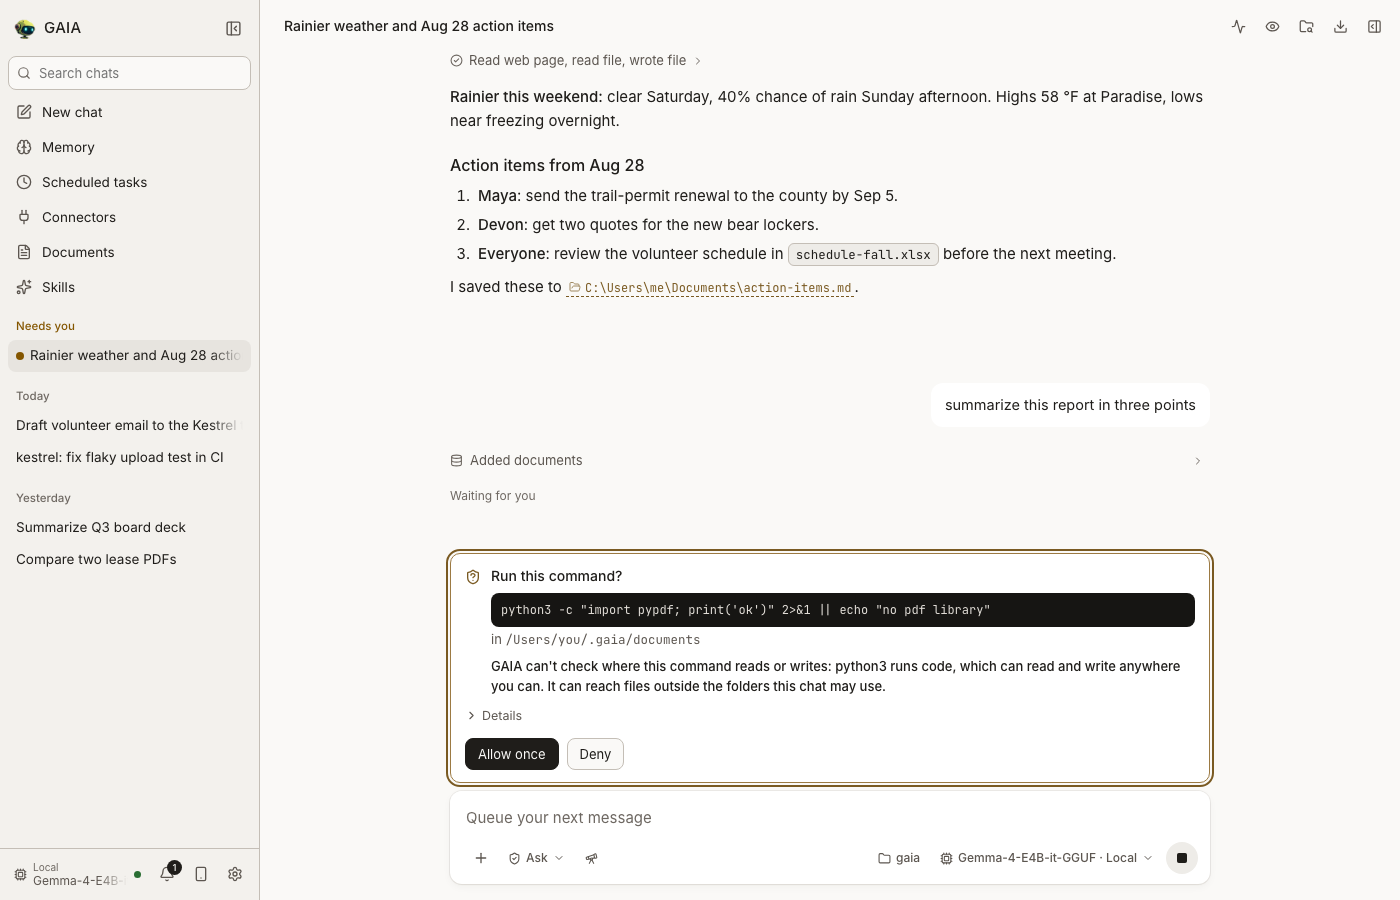 GAIA
Search chats
New chat
Memory
Scheduled tasks
Connectors
Documents
Skills
Needs you
Rainier weather and Aug 28 actio
Today
Draft volunteer email to the Kestrel
kestrel: fix flaky upload test in CI
Yesterday
Summarize Q3 board deck
Compare two lease PDFs
Local
Gemma-4-E4B-
1
Rainier weather and Aug 28 action items
Read web page, read file, wrote file
Rainier this weekend: clear Saturday, 40% chance of rain Sunday afternoon. Highs 58 °F at Paradise, lows
near freezing overnight.
Action items from Aug 28
1. Maya: send the trail-permit renewal to the county by Sep 5.
2. Devon: get two quotes for the new bear lockers.
3. Everyone: review the volunteer schedule in schedule-fall.xlsx before the next meeting.
I saved these to C:\Users\me\Documents\action-items.md.
summarize this report in three points
Added documents
Waiting for you
Run this command?
python3 -c "import pypdf; print('ok')" 2>&1 || echo "no pdf library"
in /Users/you/.gaia/documents
GAIA can't check where this command reads or writes: python3 runs code, which can read and write anywhere
you can. It can reach files outside the folders this chat may use.
Details
Allow once
Deny
Queue your next message
Ask
gaia
Gemma-4-E4B-it-GGUF · Local